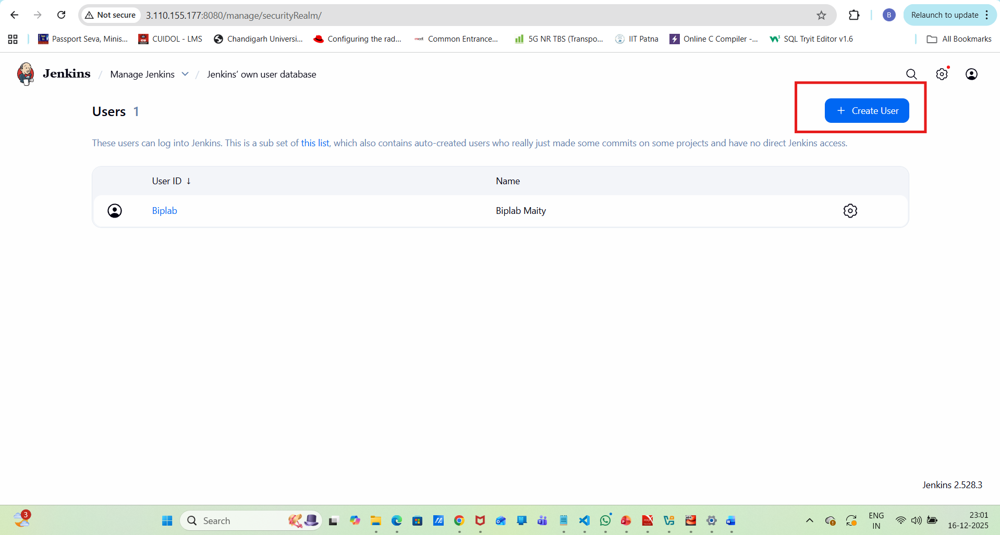 Not secure 3.110.155.177:8080/manage/securityRealm/ B Relaunch to update
Passport Seva, Minis... CUIDOL - LMS Chandigarh Universi... Configuring the rad... Common Entrance... 5G NR TBS (Transpo... IIT Patna Online C Compiler -... SQL Tryit Editor v1.6 All Bookmarks
Jenkins / Manage Jenkins / Jenkins’ own user database
Users 1
+ Create User
These users can log into Jenkins. This is a sub set of this list, which also contains auto-created users who really just made some commits on some projects and have no direct Jenkins access.
User ID ↓ Name
Biplab Biplab Maity
Jenkins 2.528.3
3 Search ENG 23:01
IN 16-12-2025